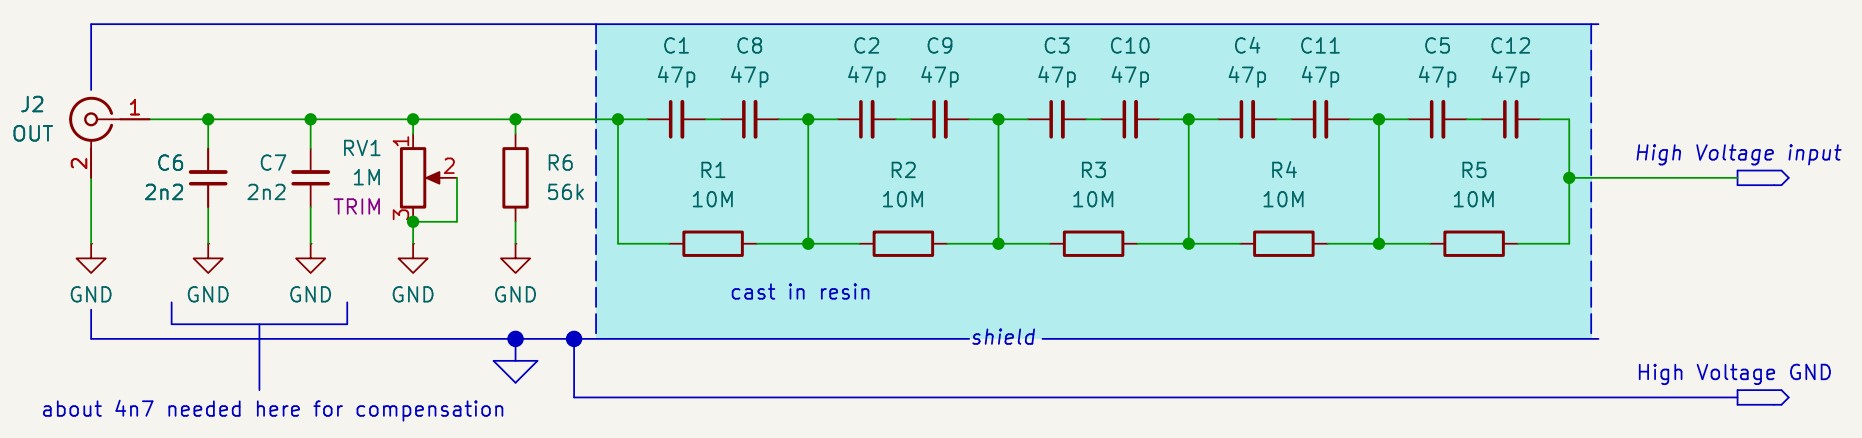 C1 C8 C2 C9 C3 C10 C4 C11 C5 C12
47p 47p 47p 47p 47p 47p 47p 47p 47p 47p
J2
OUT
1
2
C6
2n2
C7
2n2
RV1
1M
TRIM
1
2
3
R6
56k
R1
10M
R2
10M
R3
10M
R4
10M
R5
10M
High Voltage input
GND GND GND GND GND
cast in resin
shield
High Voltage GND
about 4n7 needed here for compensation